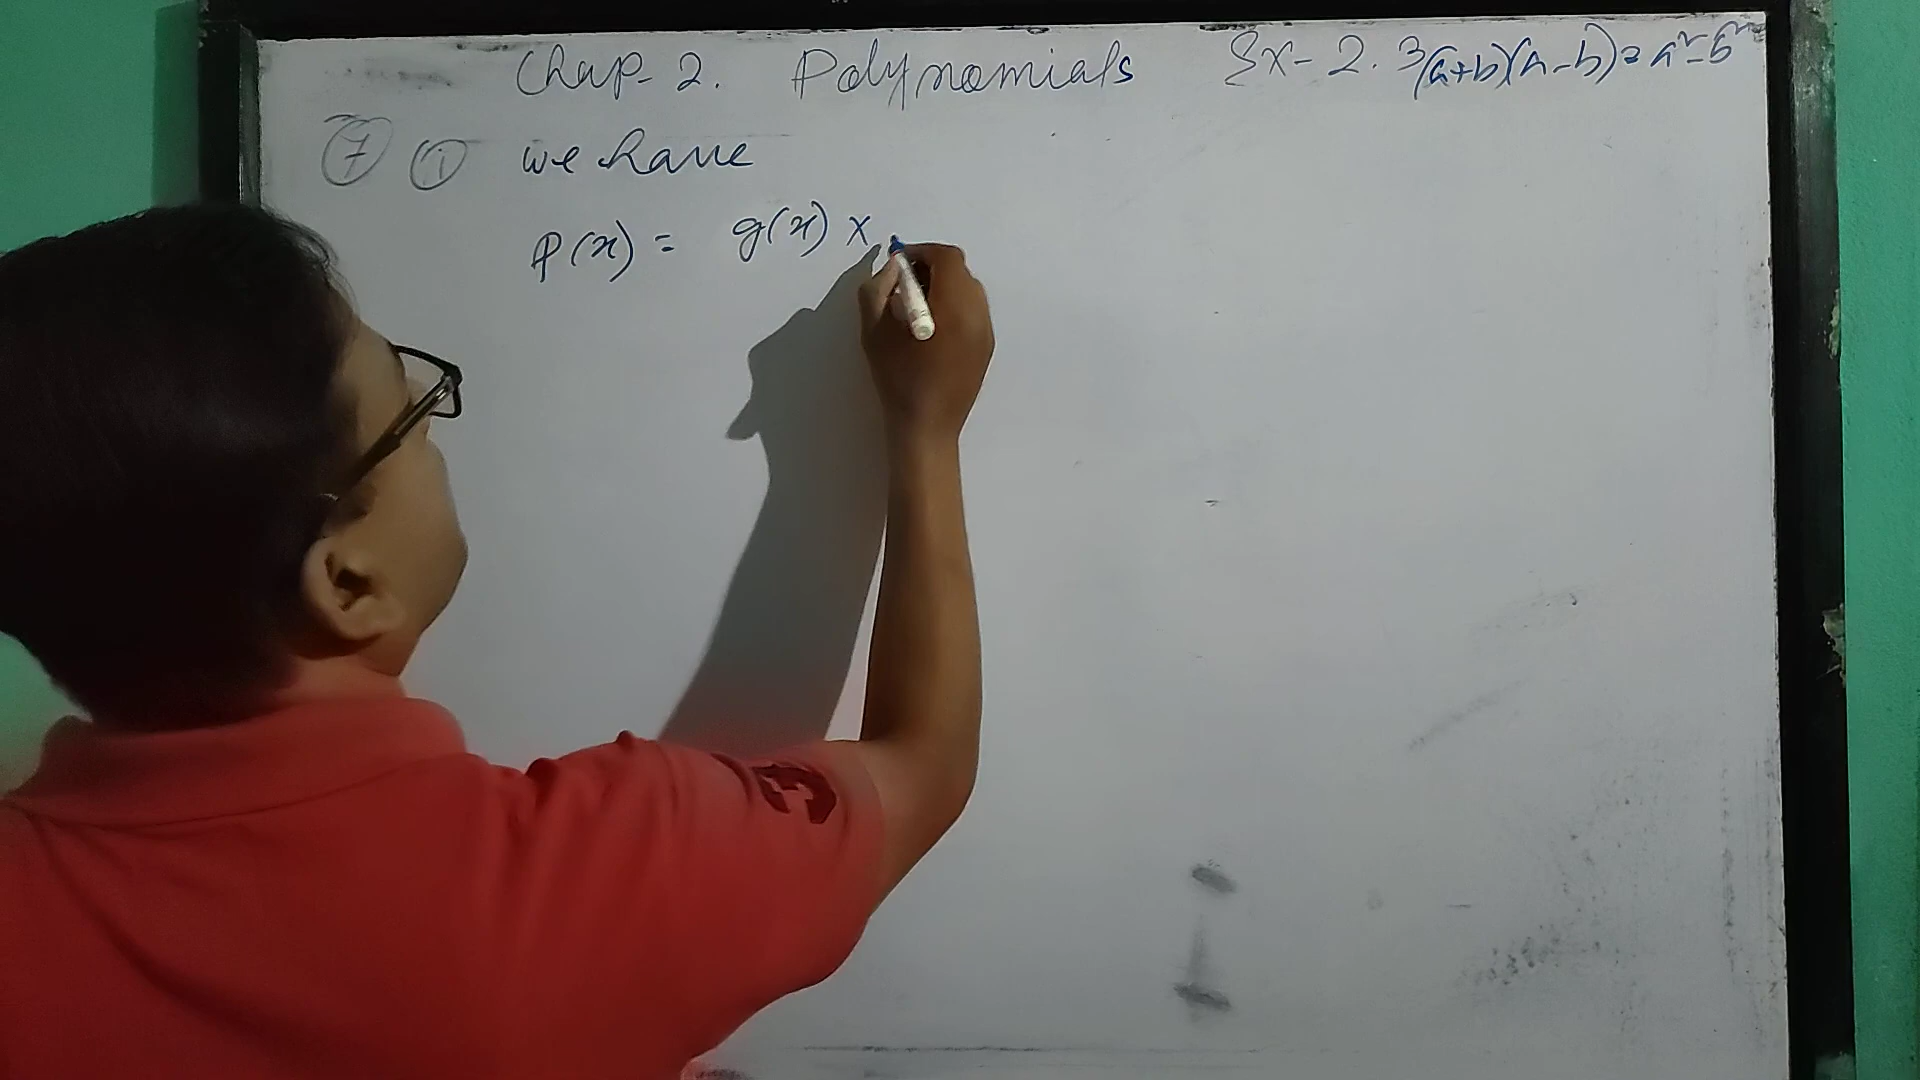 Chap-2. Polynomials Ex-2.3 (a+b)(a-b)=a²-b²
7 i we have
P(x) = g(x) ×